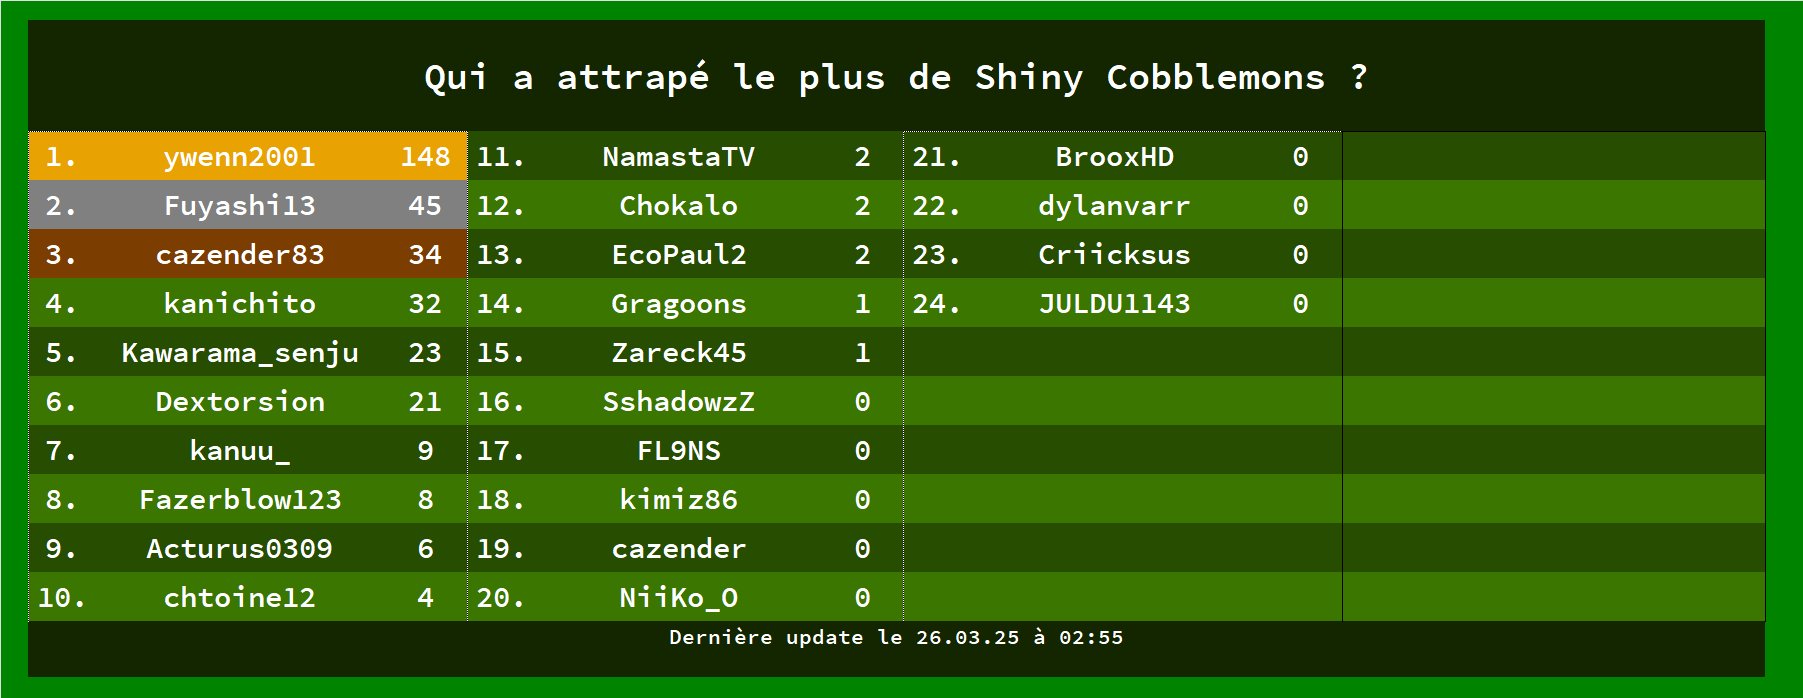 Qui a attrapé le plus de Shiny Cobblemons ?
1. ywenn2001 148
2. Fuyashi13 45
3. cazender83 34
4. kanichito 32
5. Kawarama_senju 23
6. Dextorsion 21
7. kanuu_ 9
8. Fazerblow123 8
9. Acturus0309 6
10. chtoine12 4
11. NamastaTV 2
12. Chokalo 2
13. EcoPaul2 2
14. Gragoons 1
15. Zareck45 1
16. SshadowzZ 0
17. FL9NS 0
18. kimiz86 0
19. cazender 0
20. NiiKo_O 0
21. BrooxHD 0
22. dylanvarr 0
23. Criicksus 0
24. JULDU1143 0
Dernière update le 26.03.25 à 02:55